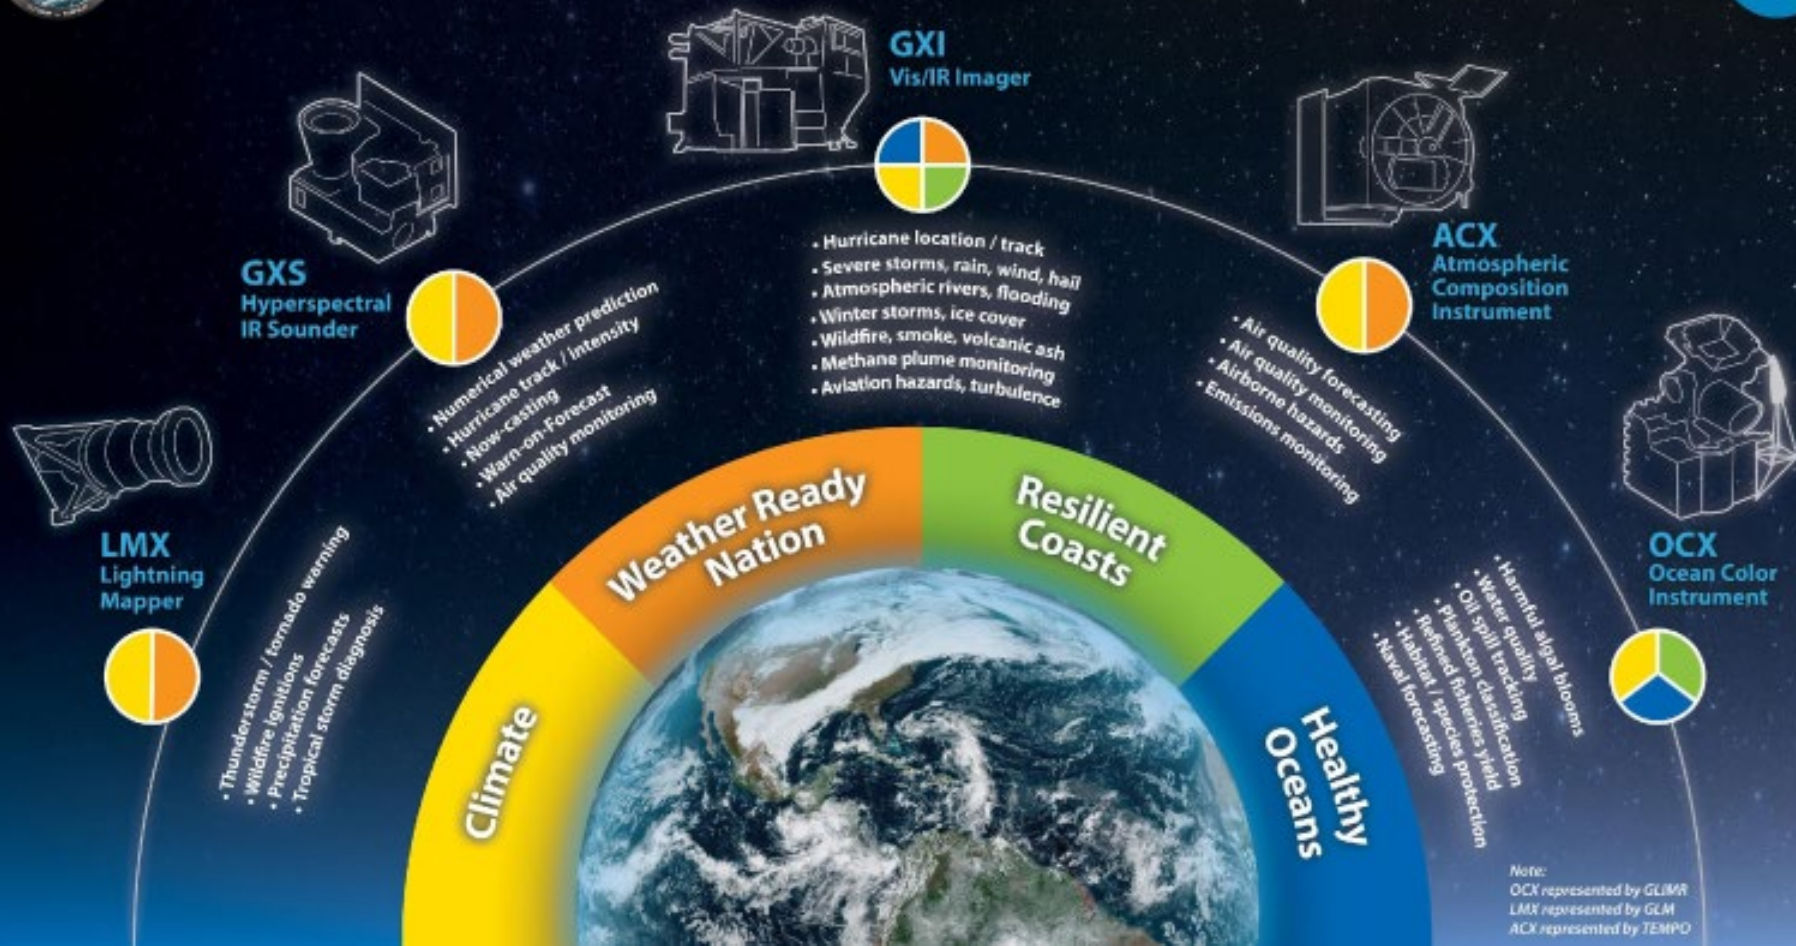 GXI
Vis/IR Imager
GXS
Hyperspectral
IR Sounder
ACX
Atmospheric
Composition
Instrument
LMX
Lightning
Mapper
OCX
Ocean Color
Instrument
• Thunderstorm / tornado warning
• Wildfire ignitions
• Precipitation forecasts
• Tropical storm diagnosis
• Numerical weather prediction
• Hurricane track / intensity
• Now-casting
• Warn-on-Forecast
• Air quality monitoring
• Hurricane location / track
• Severe storms, rain, wind, hail
• Atmospheric rivers, flooding
• Winter storms, ice cover
• Wildfire, smoke, volcanic ash
• Methane plume monitoring
• Aviation hazards, turbulence
• Air quality forecasting
• Air quality monitoring
• Airborne hazards
• Emissions monitoring
• Harmful algal blooms
• Water quality
• Oil spill tracking
• Plankton classification
• Refined fisheries yield
• Habitat / species protection
• Naval forecasting
Climate
Weather Ready
Nation
Resilient
Coasts
Healthy
Oceans
Note:
OCX represented by GLIMR
LMX represented by GLM
ACX represented by TEMPO